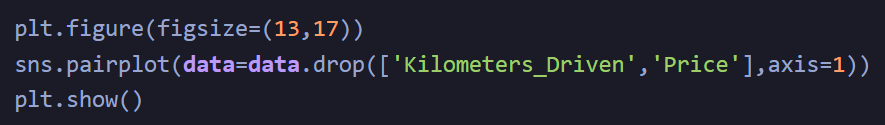 plt.figure(figsize=(13,17))
sns.pairplot(data=data.drop(['Kilometers_Driven','Price'],axis=1))
plt.show()